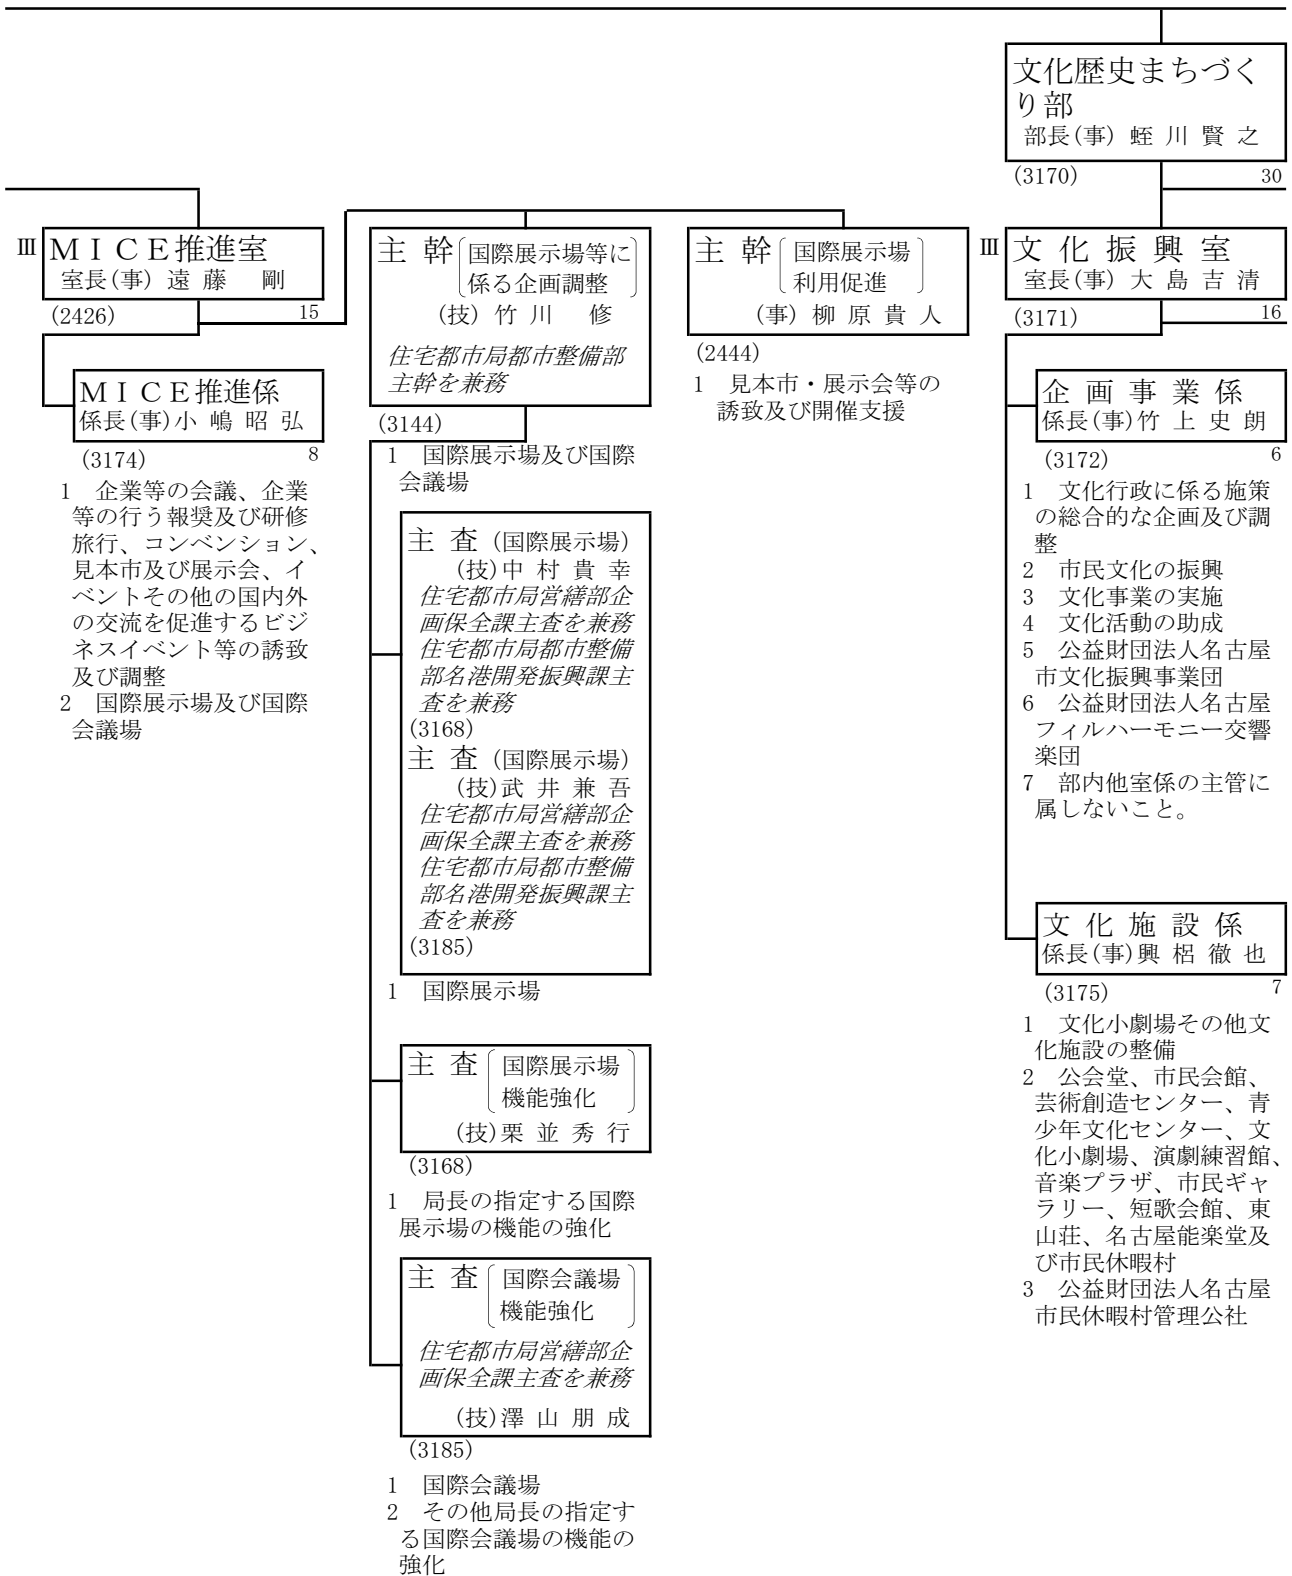 文化歴史まちづく
り部
部長(事) 蛭 川 賢 之
(3170) 30
Ⅲ ＭＩＣＥ推進室
室長(事) 遠 藤　剛
(2426) 15
ＭＩＣＥ推進係
係長(事)小 嶋 昭 弘
(3174) 8
1　企業等の会議、企業
等の行う報奨及び研修
旅行、コンベンション、
見本市及び展示会、イ
ベントその他の国内外
の交流を促進するビジ
ネスイベント等の誘致
及び調整
2　国際展示場及び国際
会議場
主 幹 国際展示場等に
係る企画調整
(技) 竹 川　修
住宅都市局都市整備部
主幹を兼務
(3144)
1　国際展示場及び国際
会議場
主 査 (国際展示場)
(技)中 村 貴 幸
住宅都市局営繕部企
画保全課主査を兼務
住宅都市局都市整備
部名港開発振興課主
査を兼務
(3168)
主 査 (国際展示場)
(技)武 井 兼 吾
住宅都市局営繕部企
画保全課主査を兼務
住宅都市局都市整備
部名港開発振興課主
査を兼務
(3185)
1　国際展示場
主 査 国際展示場
機能強化
(技)栗 並 秀 行
(3168)
1　局長の指定する国際
展示場の機能の強化
主 査 国際会議場
機能強化
住宅都市局営繕部企
画保全課主査を兼務
(技)澤 山 朋 成
(3185)
1　国際会議場
2　その他局長の指定す
る国際会議場の機能の
強化
主 幹 国際展示場
利用促進
(事) 柳 原 貴 人
(2444)
1　見本市・展示会等の
誘致及び開催支援
Ⅲ 文 化 振 興 室
室長(事) 大 島 吉 清
(3171) 16
企 画 事 業 係
係長(事)竹 上 史 朗
(3172) 6
1　文化行政に係る施策
の総合的な企画及び調
整
2　市民文化の振興
3　文化事業の実施
4　文化活動の助成
5　公益財団法人名古屋
市文化振興事業団
6　公益財団法人名古屋
フィルハーモニー交響
楽団
7　部内他室係の主管に
属しないこと。
文 化 施 設 係
係長(事)興 梠 徹 也
(3175) 7
1　文化小劇場その他文
化施設の整備
2　公会堂、市民会館、
芸術創造センター、青
少年文化センター、文
化小劇場、演劇練習館、
音楽プラザ、市民ギャ
ラリー、短歌会館、東
山荘、名古屋能楽堂及
び市民休暇村
3　公益財団法人名古屋
市民休暇村管理公社